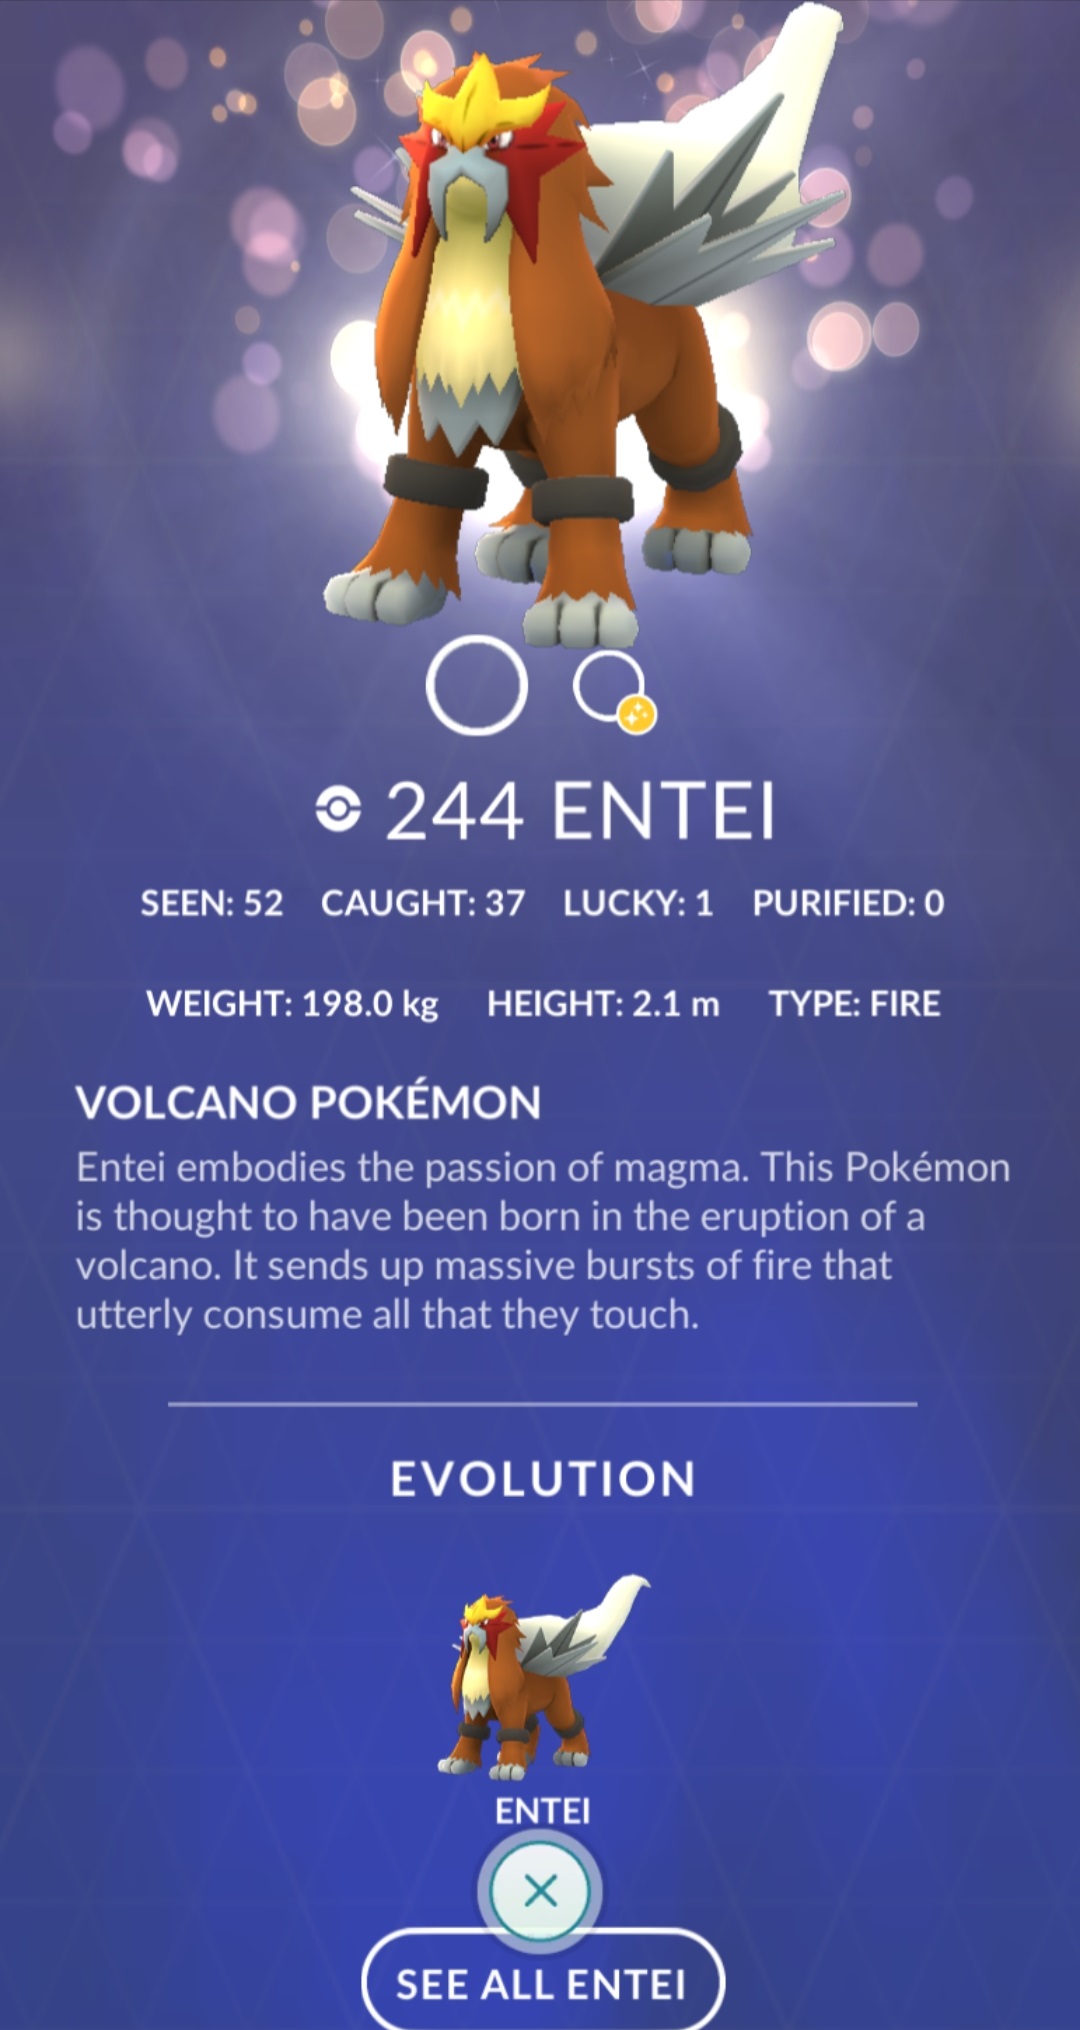 244 ENTEI
SEEN: 52 CAUGHT: 37 LUCKY: 1 PURIFIED: 0
WEIGHT: 198.0 kg HEIGHT: 2.1 m TYPE: FIRE
VOLCANO POKÉMON
Entei embodies the passion of magma. This Pokémon
is thought to have been born in the eruption of a
volcano. It sends up massive bursts of fire that
utterly consume all that they touch.
EVOLUTION
ENTEI
SEE ALL ENTEI